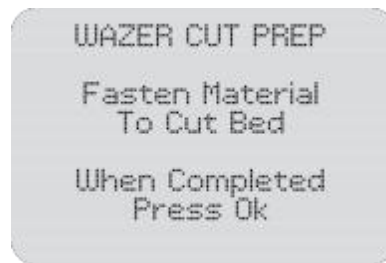 WAZER CUT PREP
Fasten Material
To Cut Bed
When Completed
Press Ok